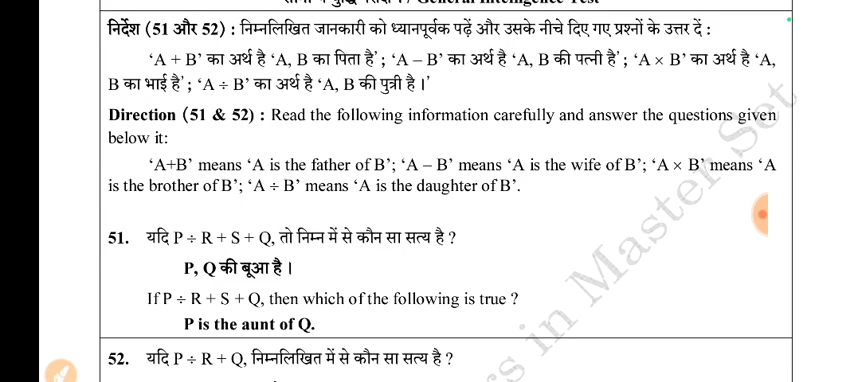 निर्देश (51 और 52) : निम्नलिखित जानकारी को ध्यानपूर्वक पढ़ें और उसके नीचे दिए गए प्रश्नों के उत्तर दें :
‘A + B’ का अर्थ है ‘A, B का पिता है’ ; ‘A – B’ का अर्थ है ‘A, B की पत्नी है’ ; ‘A × B’ का अर्थ है ‘A,
B का भाई है’ ; ‘A ÷ B’ का अर्थ है ‘A, B की पुत्री है ।’
Direction (51 & 52) : Read the following information carefully and answer the questions given
below it:
‘A+B’ means ‘A is the father of B’; ‘A – B’ means ‘A is the wife of B’; ‘A × B’ means ‘A
is the brother of B’; ‘A ÷ B’ means ‘A is the daughter of B’.
51. यदि P ÷ R + S + Q, तो निम्न में से कौन सा सत्य है ?
P, Q की बूआ है ।
If P ÷ R + S + Q, then which of the following is true ?
P is the aunt of Q.
52. यदि P ÷ R + Q, निम्नलिखित में से कौन सा सत्य है ?
s in Master Set